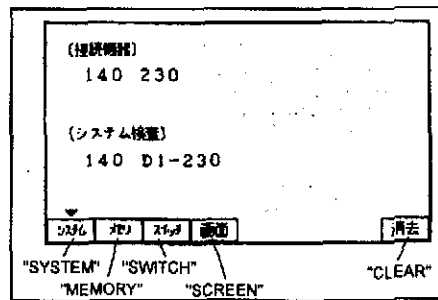 (接続機器)
140 230
(システム検査)
140 D1-230
システム メモリ スイッチ 画面 消去
"SYSTEM" "SWITCH" "CLEAR"
"MEMORY" "SCREEN"